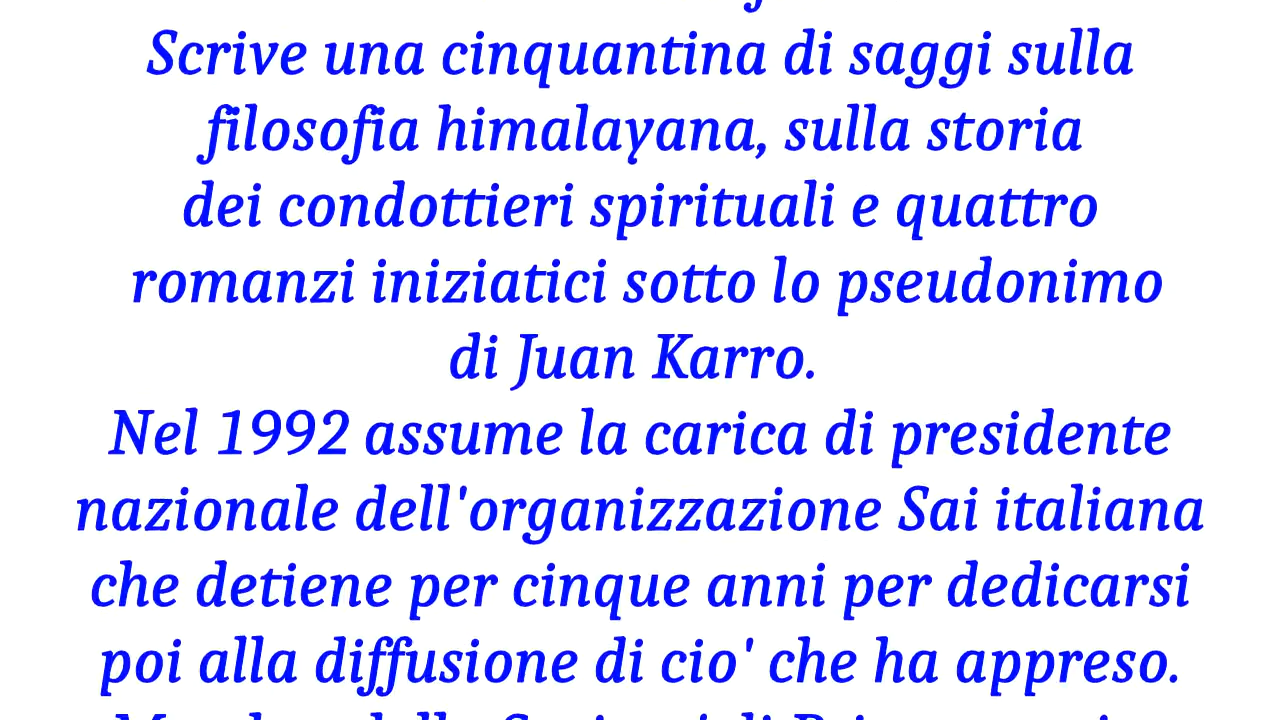 Scrive una cinquantina di saggi sulla
filosofia himalayana, sulla storia
dei condottieri spirituali e quattro
romanzi iniziatici sotto lo pseudonimo
di Juan Karro.
Nel 1992 assume la carica di presidente
nazionale dell'organizzazione Sai italiana
che detiene per cinque anni per dedicarsi
poi alla diffusione di cio' che ha appreso.